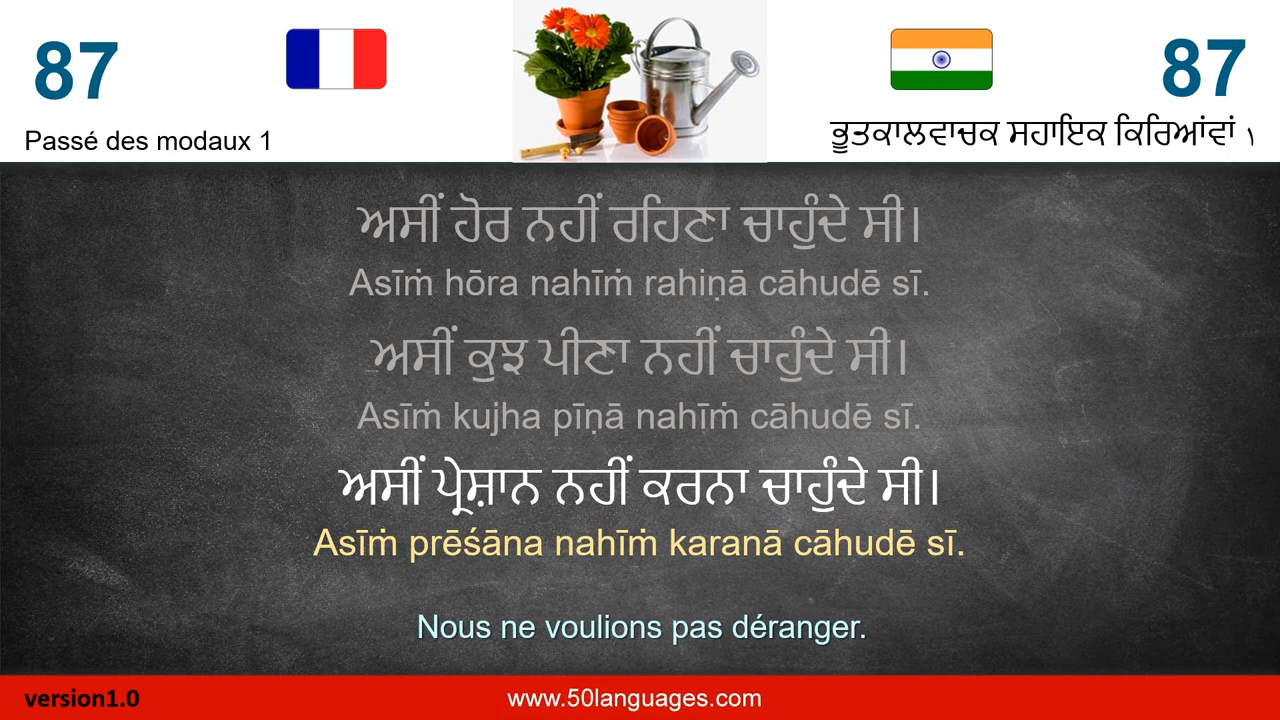 87
87
Passé des modaux 1
ਭੂਤਕਾਲਵਾਚਕ ਸਹਾਇਕ ਕਿਰਿਆਂਵਾਂ ੧
ਅਸੀਂ ਹੋਰ ਨਹੀਂ ਰਹਿਣਾ ਚਾਹੁੰਦੇ ਸੀ।
Asīṁ hōra nahīṁ rahiṇā cāhudē sī.
ਅਸੀਂ ਕੁਝ ਪੀਣਾ ਨਹੀਂ ਚਾਹੁੰਦੇ ਸੀ।
Asīṁ kujha pīṇā nahīṁ cāhudē sī.
ਅਸੀਂ ਪ੍ਰੇਸ਼ਾਨ ਨਹੀਂ ਕਰਨਾ ਚਾਹੁੰਦੇ ਸੀ।
Asīṁ prēśāna nahīṁ karanā cāhudē sī.
Nous ne voulions pas déranger.
version1.0
www.50languages.com